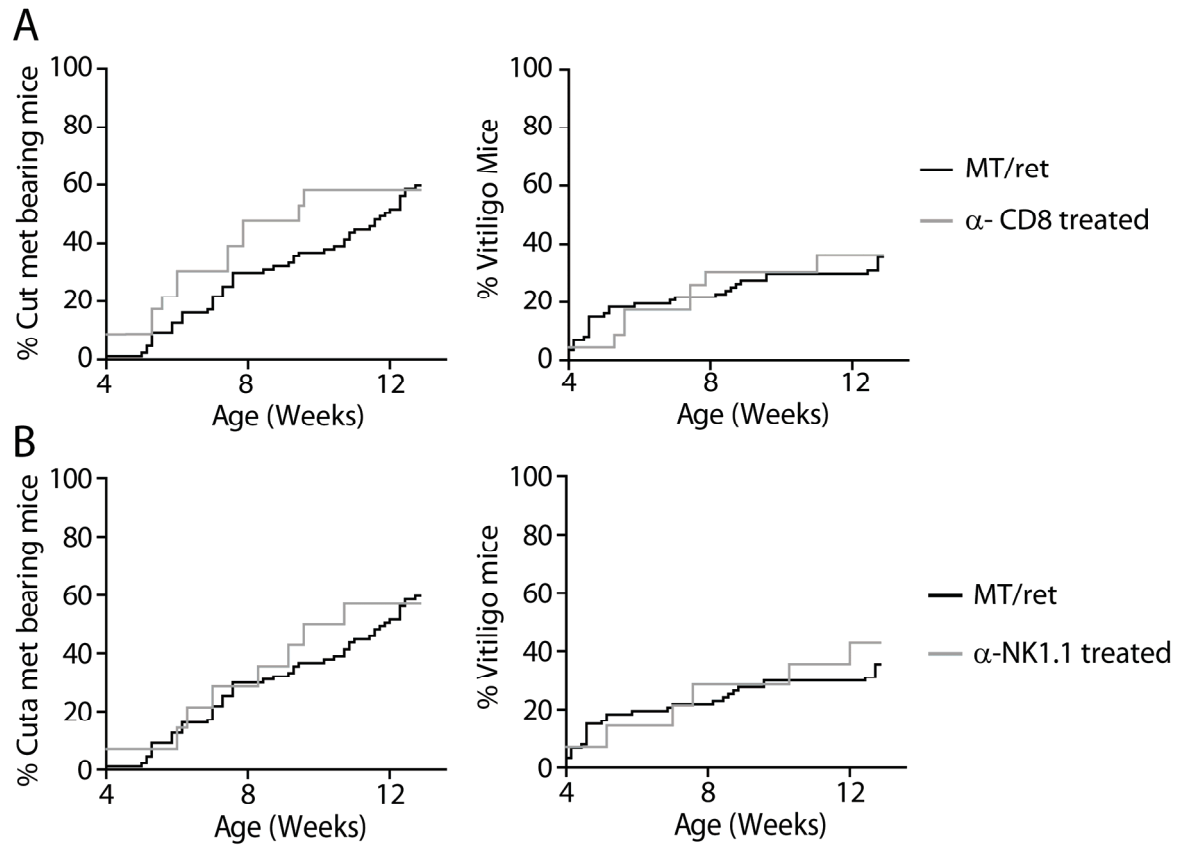 A
% Cut met bearing mice
100
80
60
40
20
0
4
8
12
Age (Weeks)
% Vitiligo Mice
100
80
60
40
20
0
4
8
12
Age (Weeks)
MT/ret
α- CD8 treated
B
% Cuta met bearing mice
100
80
60
40
20
0
4
8
12
Age (Weeks)
% Vitiligo mice
100
80
60
40
20
0
4
8
12
Age (Weeks)
MT/ret
α-NK1.1 treated